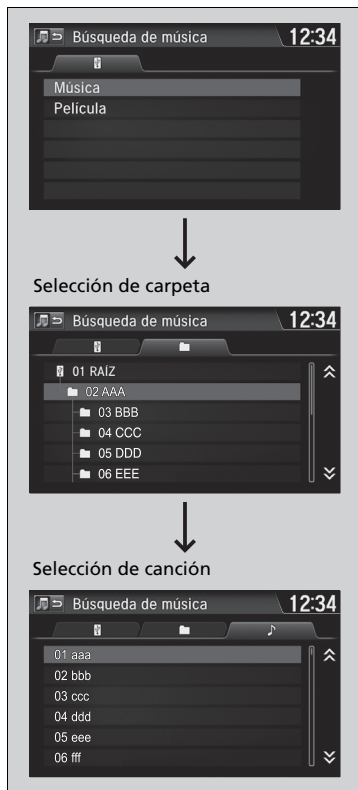 Búsqueda de música 12:34
Música
Película
Selección de carpeta
Búsqueda de música 12:34
01 RAÍZ
02 AAA
03 BBB
04 CCC
05 DDD
06 EEE
Selección de canción
Búsqueda de música 12:34
01 aaa
02 bbb
03 ccc
04 ddd
05 eee
06 fff